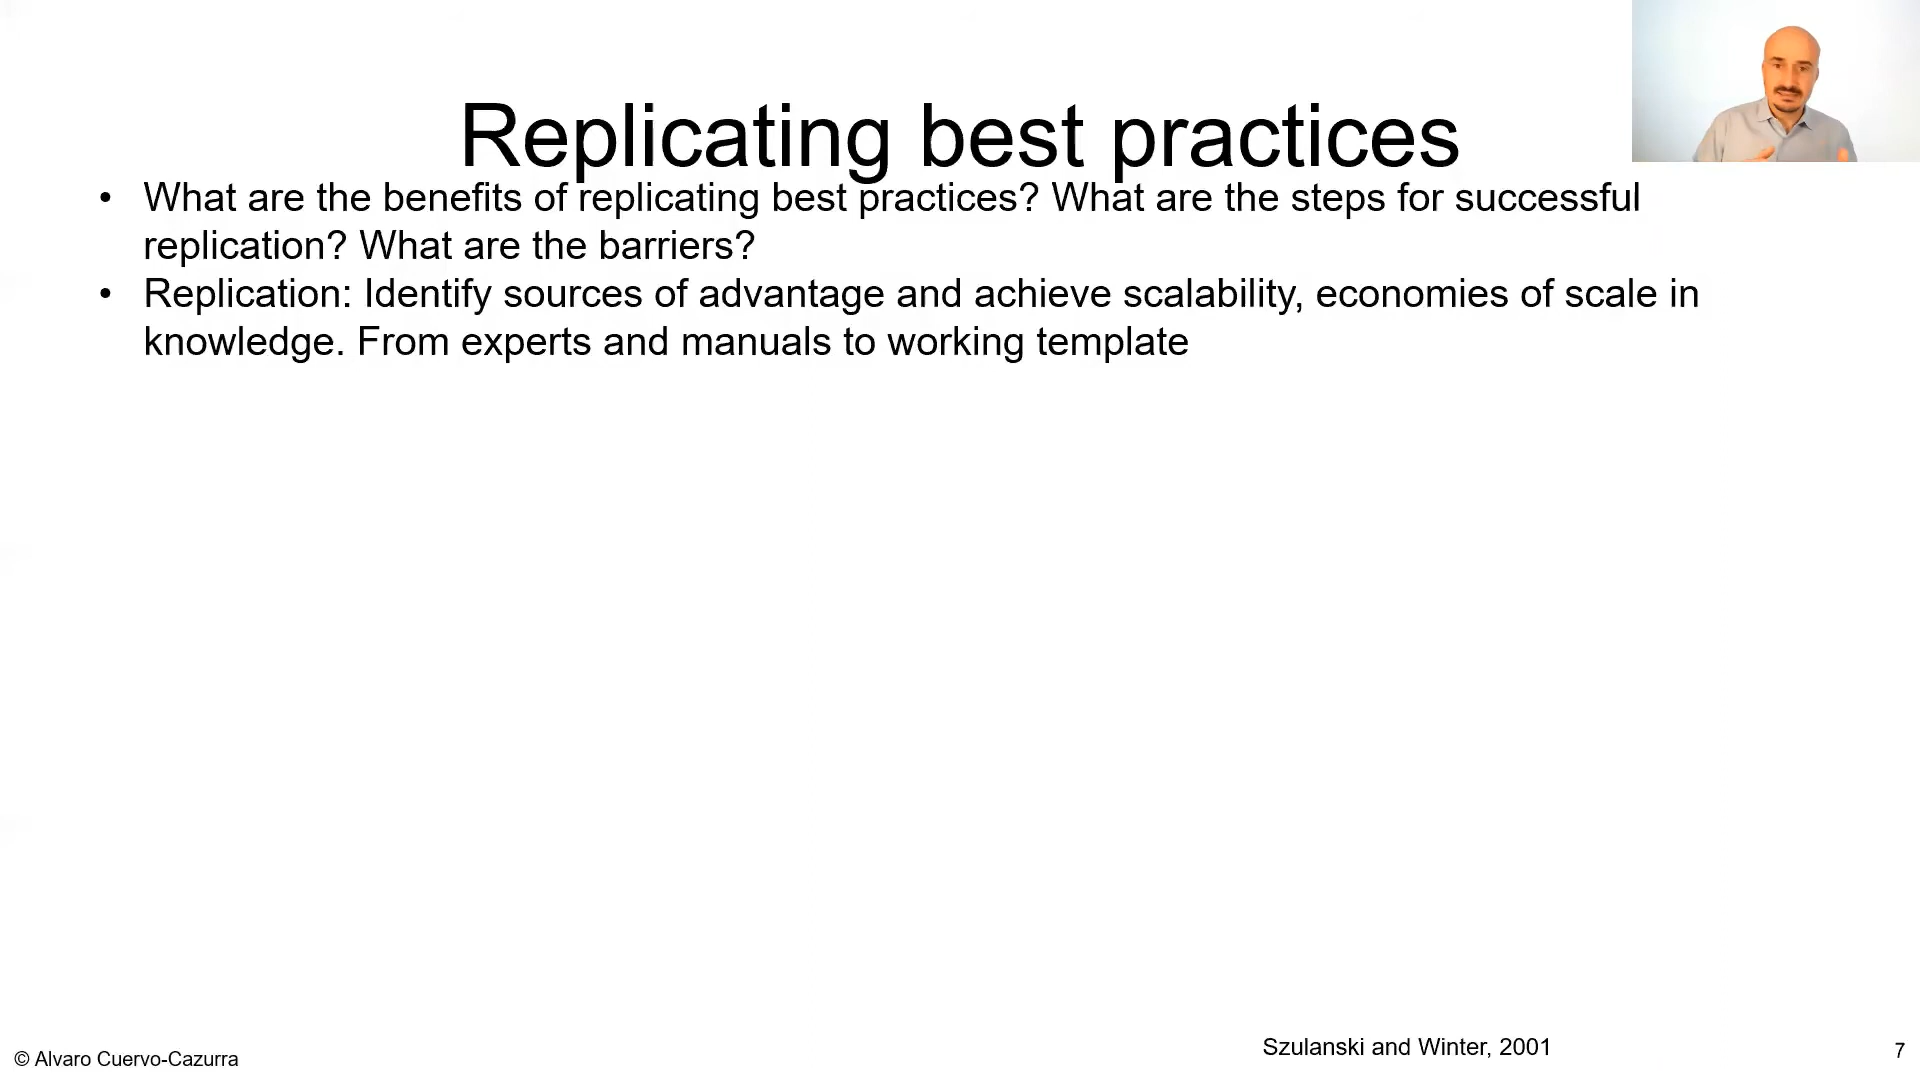 Replicating best practices
• What are the benefits of replicating best practices? What are the steps for successful
replication? What are the barriers?
• Replication: Identify sources of advantage and achieve scalability, economies of scale in
knowledge. From experts and manuals to working template
Szulanski and Winter, 2001
© Alvaro Cuervo-Cazurra
7